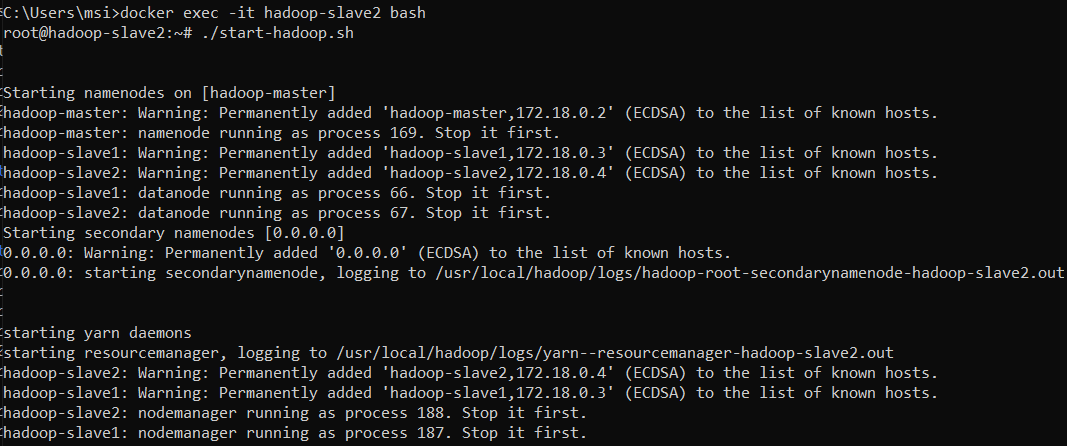 C:\Users\msi>docker exec -it hadoop-slave2 bash
root@hadoop-slave2:~# ./start-hadoop.sh
Starting namenodes on [hadoop-master]
hadoop-master: Warning: Permanently added 'hadoop-master,172.18.0.2' (ECDSA) to the list of known hosts.
hadoop-master: namenode running as process 169. Stop it first.
hadoop-slave1: Warning: Permanently added 'hadoop-slave1,172.18.0.3' (ECDSA) to the list of known hosts.
hadoop-slave2: Warning: Permanently added 'hadoop-slave2,172.18.0.4' (ECDSA) to the list of known hosts.
hadoop-slave1: datanode running as process 66. Stop it first.
hadoop-slave2: datanode running as process 67. Stop it first.
Starting secondary namenodes [0.0.0.0]
0.0.0.0: Warning: Permanently added '0.0.0.0' (ECDSA) to the list of known hosts.
0.0.0.0: starting secondarynamenode, logging to /usr/local/hadoop/logs/hadoop-root-secondarynamenode-hadoop-slave2.out
starting yarn daemons
starting resourcemanager, logging to /usr/local/hadoop/logs/yarn--resourcemanager-hadoop-slave2.out
hadoop-slave2: Warning: Permanently added 'hadoop-slave2,172.18.0.4' (ECDSA) to the list of known hosts.
hadoop-slave1: Warning: Permanently added 'hadoop-slave1,172.18.0.3' (ECDSA) to the list of known hosts.
hadoop-slave2: nodemanager running as process 188. Stop it first.
hadoop-slave1: nodemanager running as process 187. Stop it first.